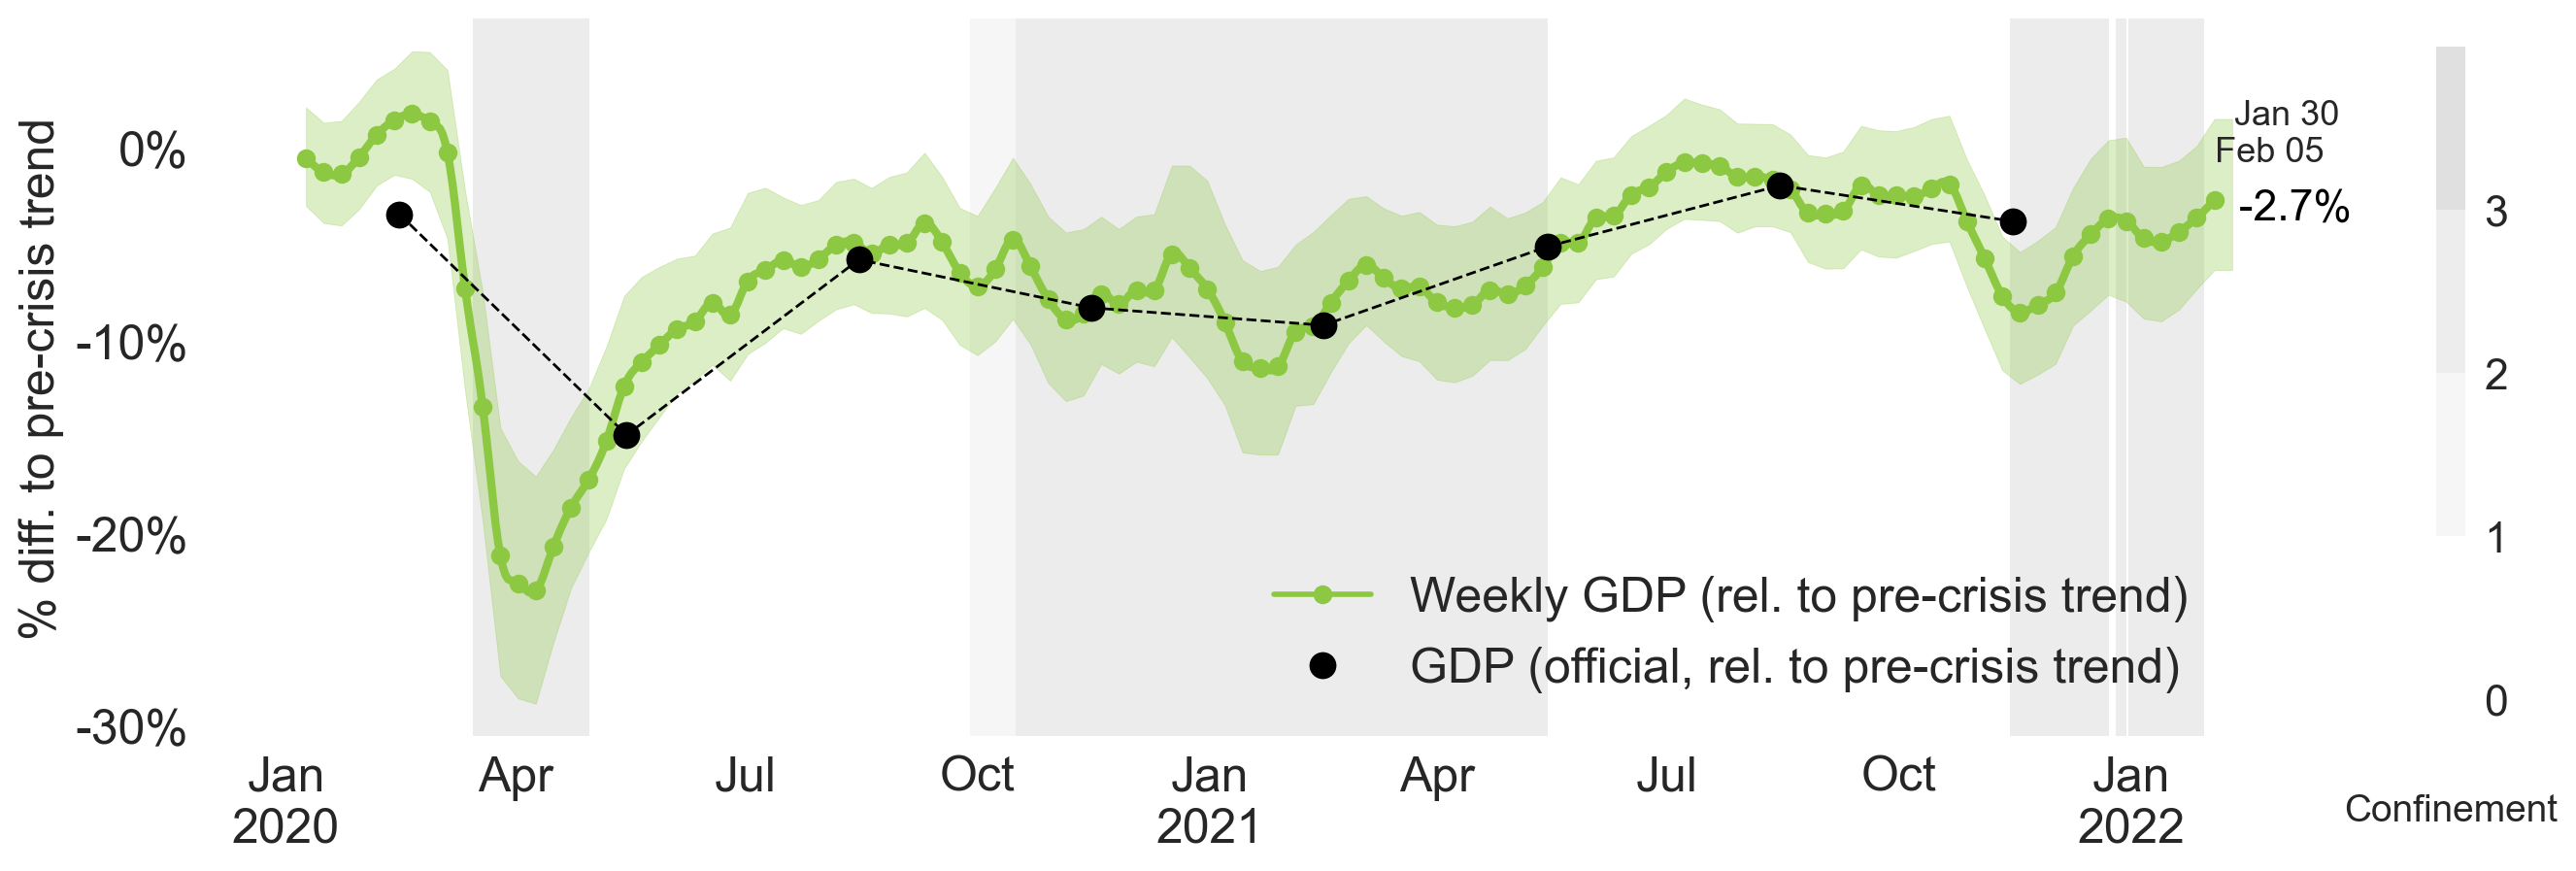 % diff. to pre-crisis trend
0%
-10%
-20%
-30%
Jan
2020
Apr
Jul
Oct
Jan
2021
Apr
Jul
Oct
Jan
2022
Jan 30
Feb 05
-2.7%
Weekly GDP (rel. to pre-crisis trend)
GDP (official, rel. to pre-crisis trend)
3
2
1
0
Confinement